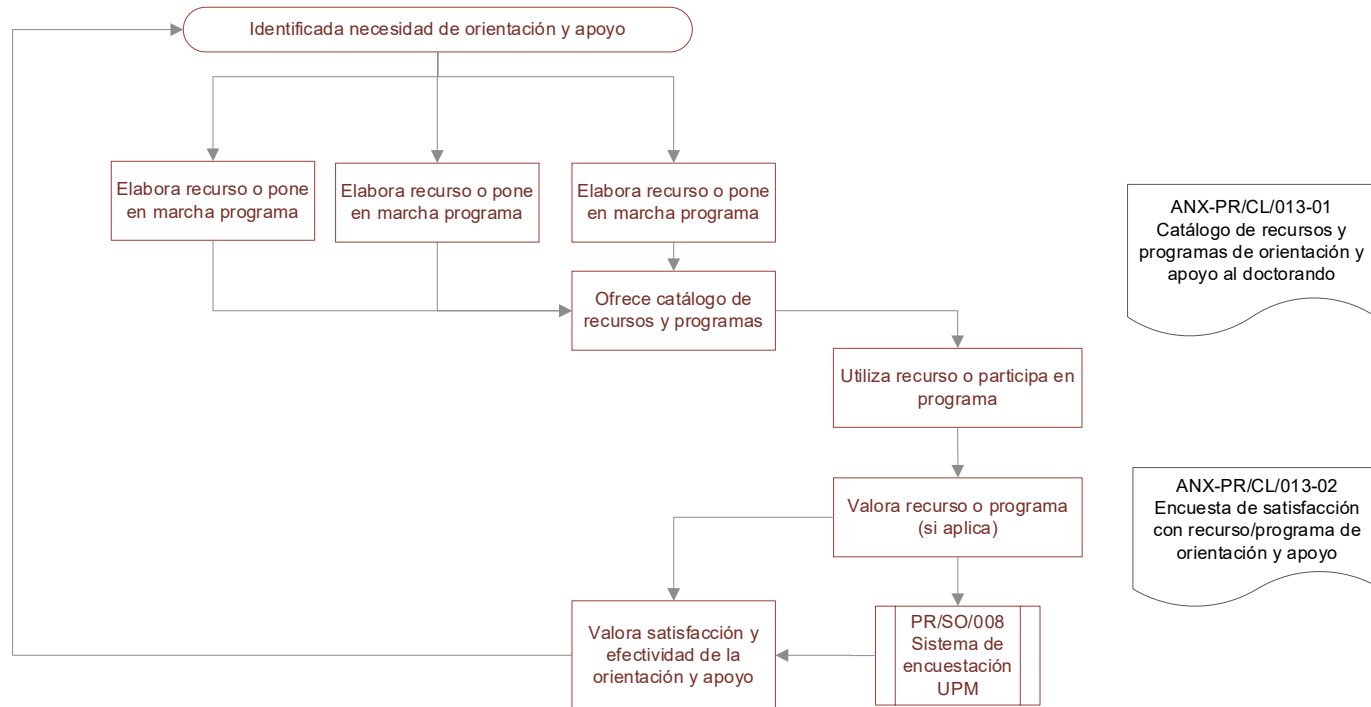 Identificada necesidad de orientación y apoyo
Elabora recurso o pone
en marcha programa
Elabora recurso o pone
en marcha programa
Elabora recurso o pone
en marcha programa
ANX-PR/CL/013-01
Catálogo de recursos y
programas de orientación y
apoyo al doctorando
Ofrece catálogo de
recursos y programas
Utiliza recurso o participa en
programa
Valora recurso o programa
(si aplica)
ANX-PR/CL/013-02
Encuesta de satisfacción
con recurso/programa de
orientación y apoyo
Valora satisfacción y
efectividad de la
orientación y apoyo
PR/SO/008
Sistema de
encuestación
UPM